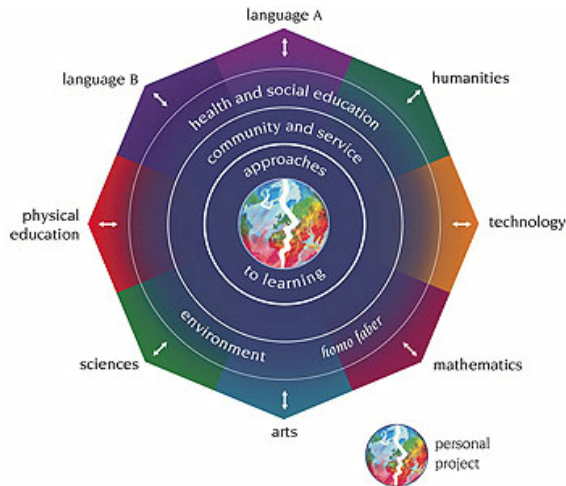 language A
language B
humanities
health and social education
community and service
approaches
physical
education
technology
to learning
environment
homo faber
sciences
mathematics
arts
personal
project